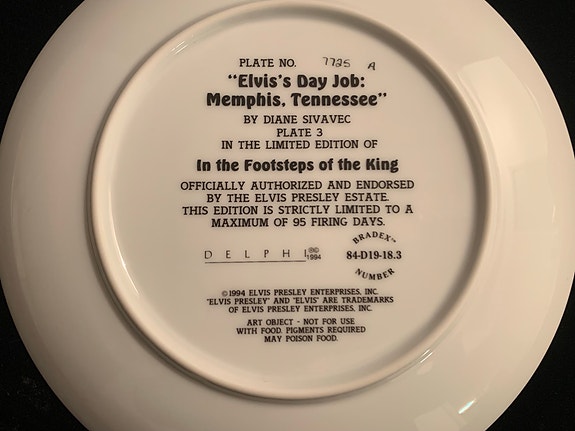 PLATE NO. 7725 A
"Elvis's Day Job:
Memphis, Tennessee"
BY DIANE SIVAVEC
PLATE 3
IN THE LIMITED EDITION OF
In the Footsteps of the King
OFFICIALLY AUTHORIZED AND ENDORSED
BY THE ELVIS PRESLEY ESTATE.
THIS EDITION IS STRICTLY LIMITED TO A
MAXIMUM OF 95 FIRING DAYS.
DELPHI ®© 1994
BRADEX™
84-D19-18.3
NUMBER
©1994 ELVIS PRESLEY ENTERPRISES, INC.
"ELVIS PRESLEY" AND "ELVIS" ARE TRADEMARKS
OF ELVIS PRESLEY ENTERPRISES, INC.
ART OBJECT - NOT FOR USE
WITH FOOD. PIGMENTS REQUIRED
MAY POISON FOOD.